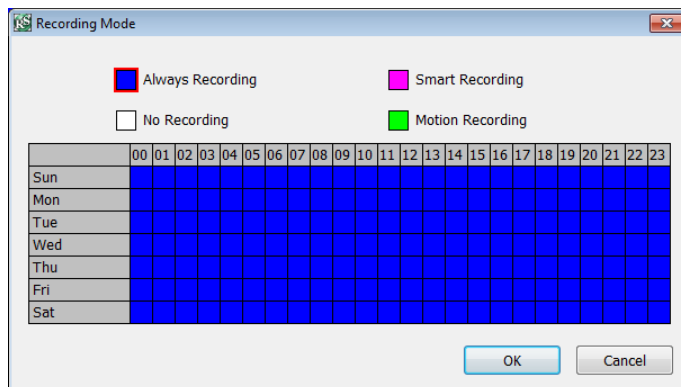 Recording Mode
Always Recording
Smart Recording
No Recording
Motion Recording
00 01 02 03 04 05 06 07 08 09 10 11 12 13 14 15 16 17 18 19 20 21 22 23
Sun
Mon
Tue
Wed
Thu
Fri
Sat
OK Cancel